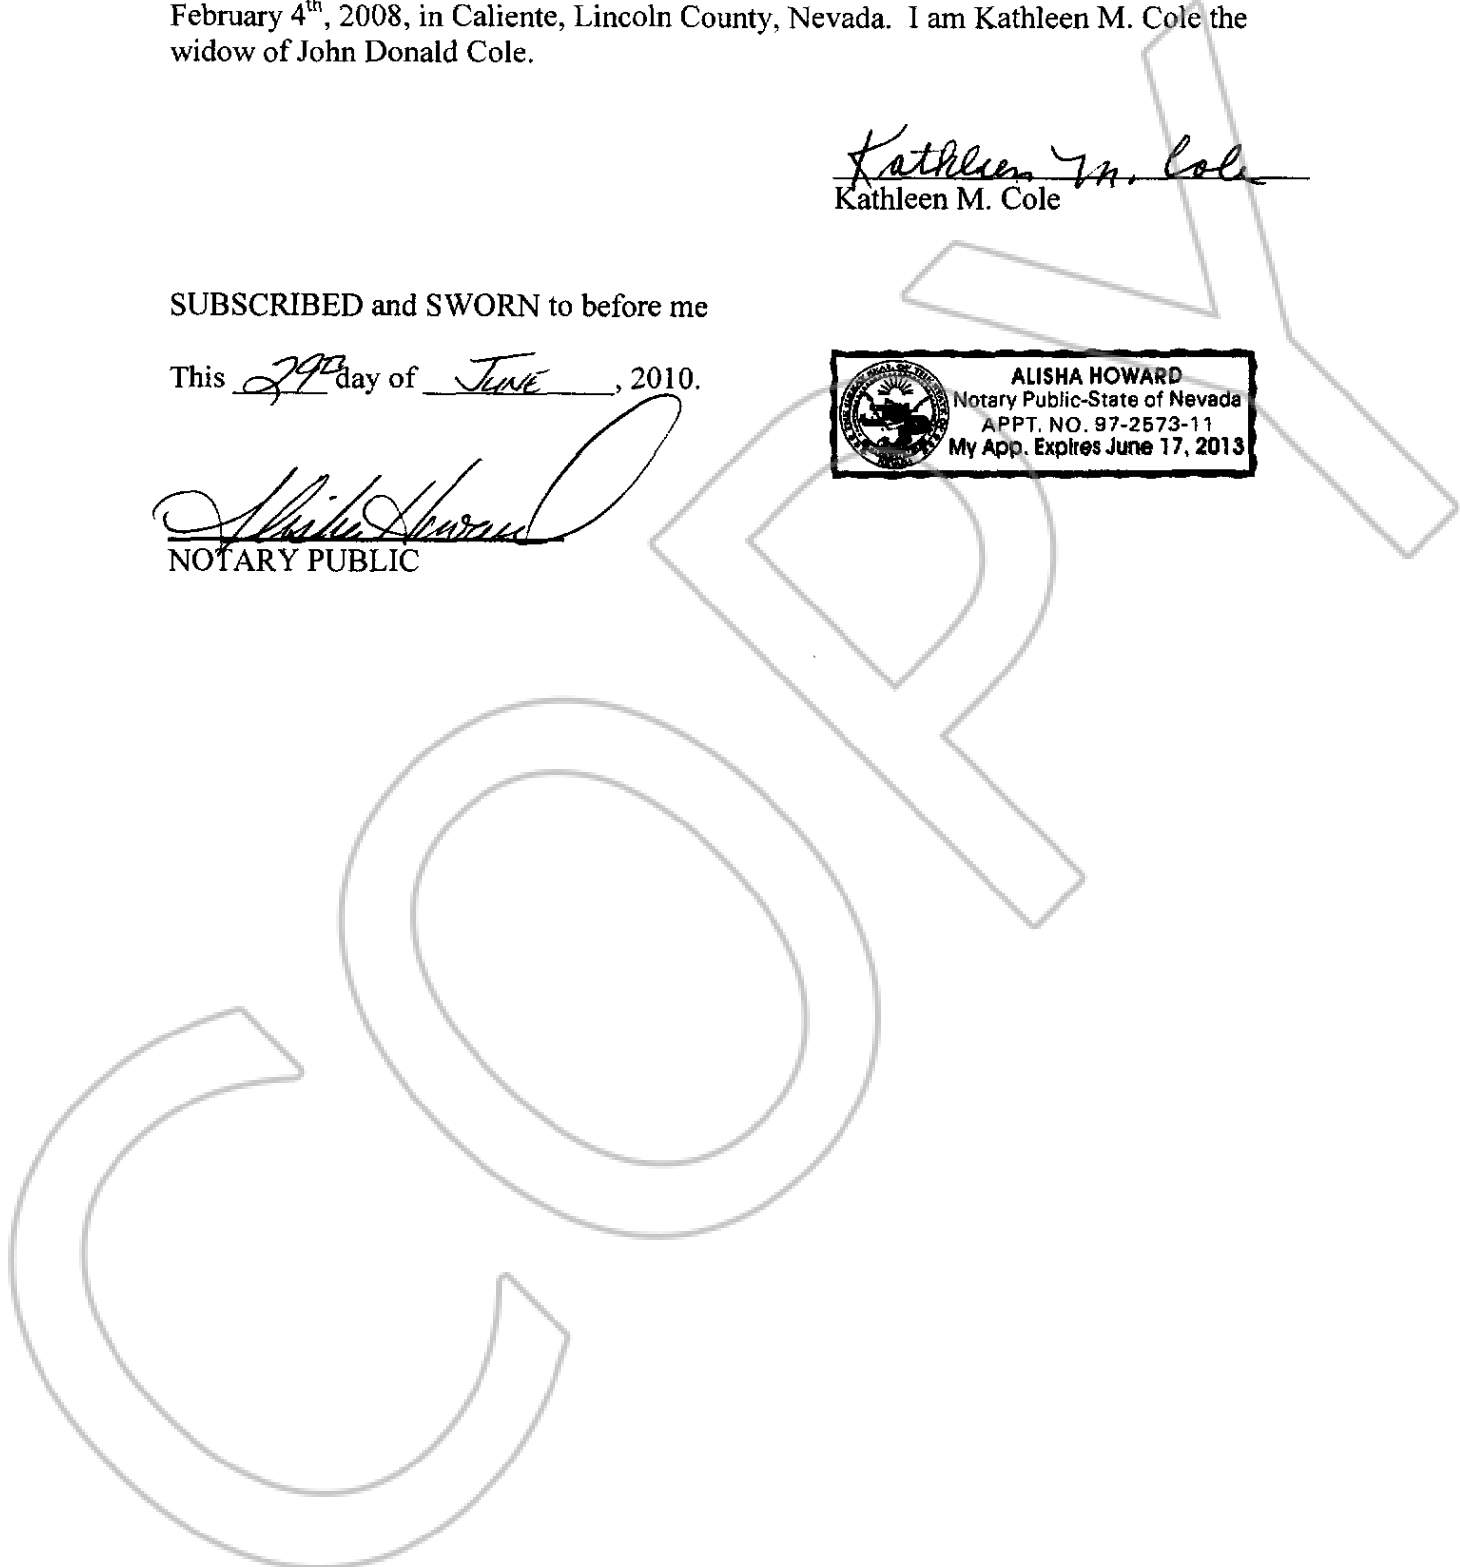 February 4th, 2008, in Caliente, Lincoln County, Nevada. I am Kathleen M. Cole the
widow of John Donald Cole.
Kathleen M. Cole
Kathleen M. Cole
SUBSCRIBED and SWORN to before me
This 29th day of JUNE, 2010.
ALISHA HOWARD
Notary Public-State of Nevada
APPT. NO. 97-2573-11
My App. Expires June 17, 2013
Alisha Howard
NOTARY PUBLIC
COPY